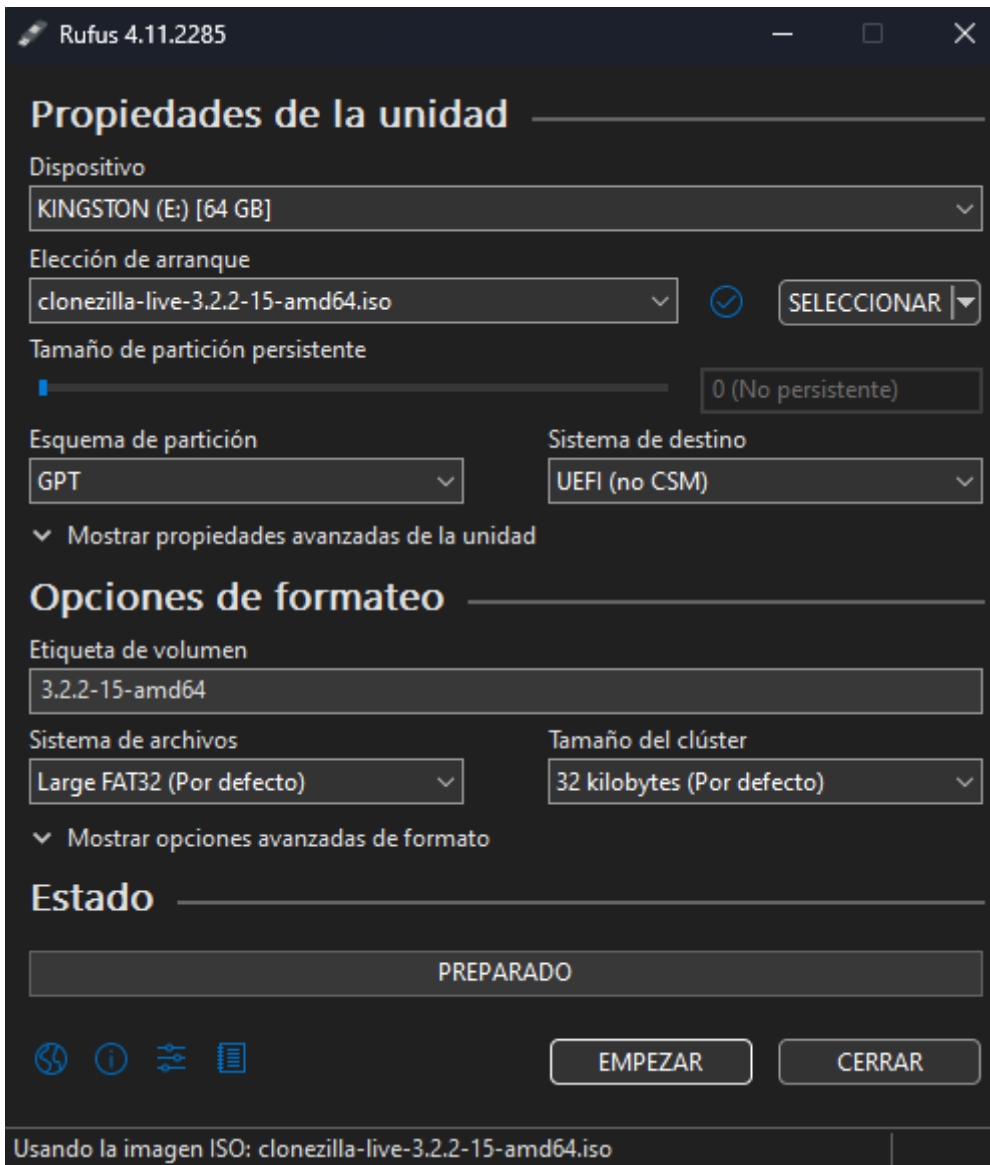 Rufus 4.11.2285
Propiedades de la unidad
Dispositivo
KINGSTON (E:) [64 GB]
Elección de arranque
clonezilla-live-3.2.2-15-amd64.iso
SELECCIONAR
Tamaño de partición persistente
0 (No persistente)
Esquema de partición
Sistema de destino
GPT
UEFI (no CSM)
Mostrar propiedades avanzadas de la unidad
Opciones de formateo
Etiqueta de volumen
3.2.2-15-amd64
Sistema de archivos
Tamaño del clúster
Large FAT32 (Por defecto)
32 kilobytes (Por defecto)
Mostrar opciones avanzadas de formato
Estado
PREPARADO
EMPEZAR
CERRAR
Usando la imagen ISO: clonezilla-live-3.2.2-15-amd64.iso